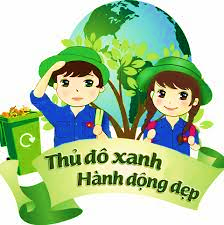 Thủ đô xanh
Hành động đẹp